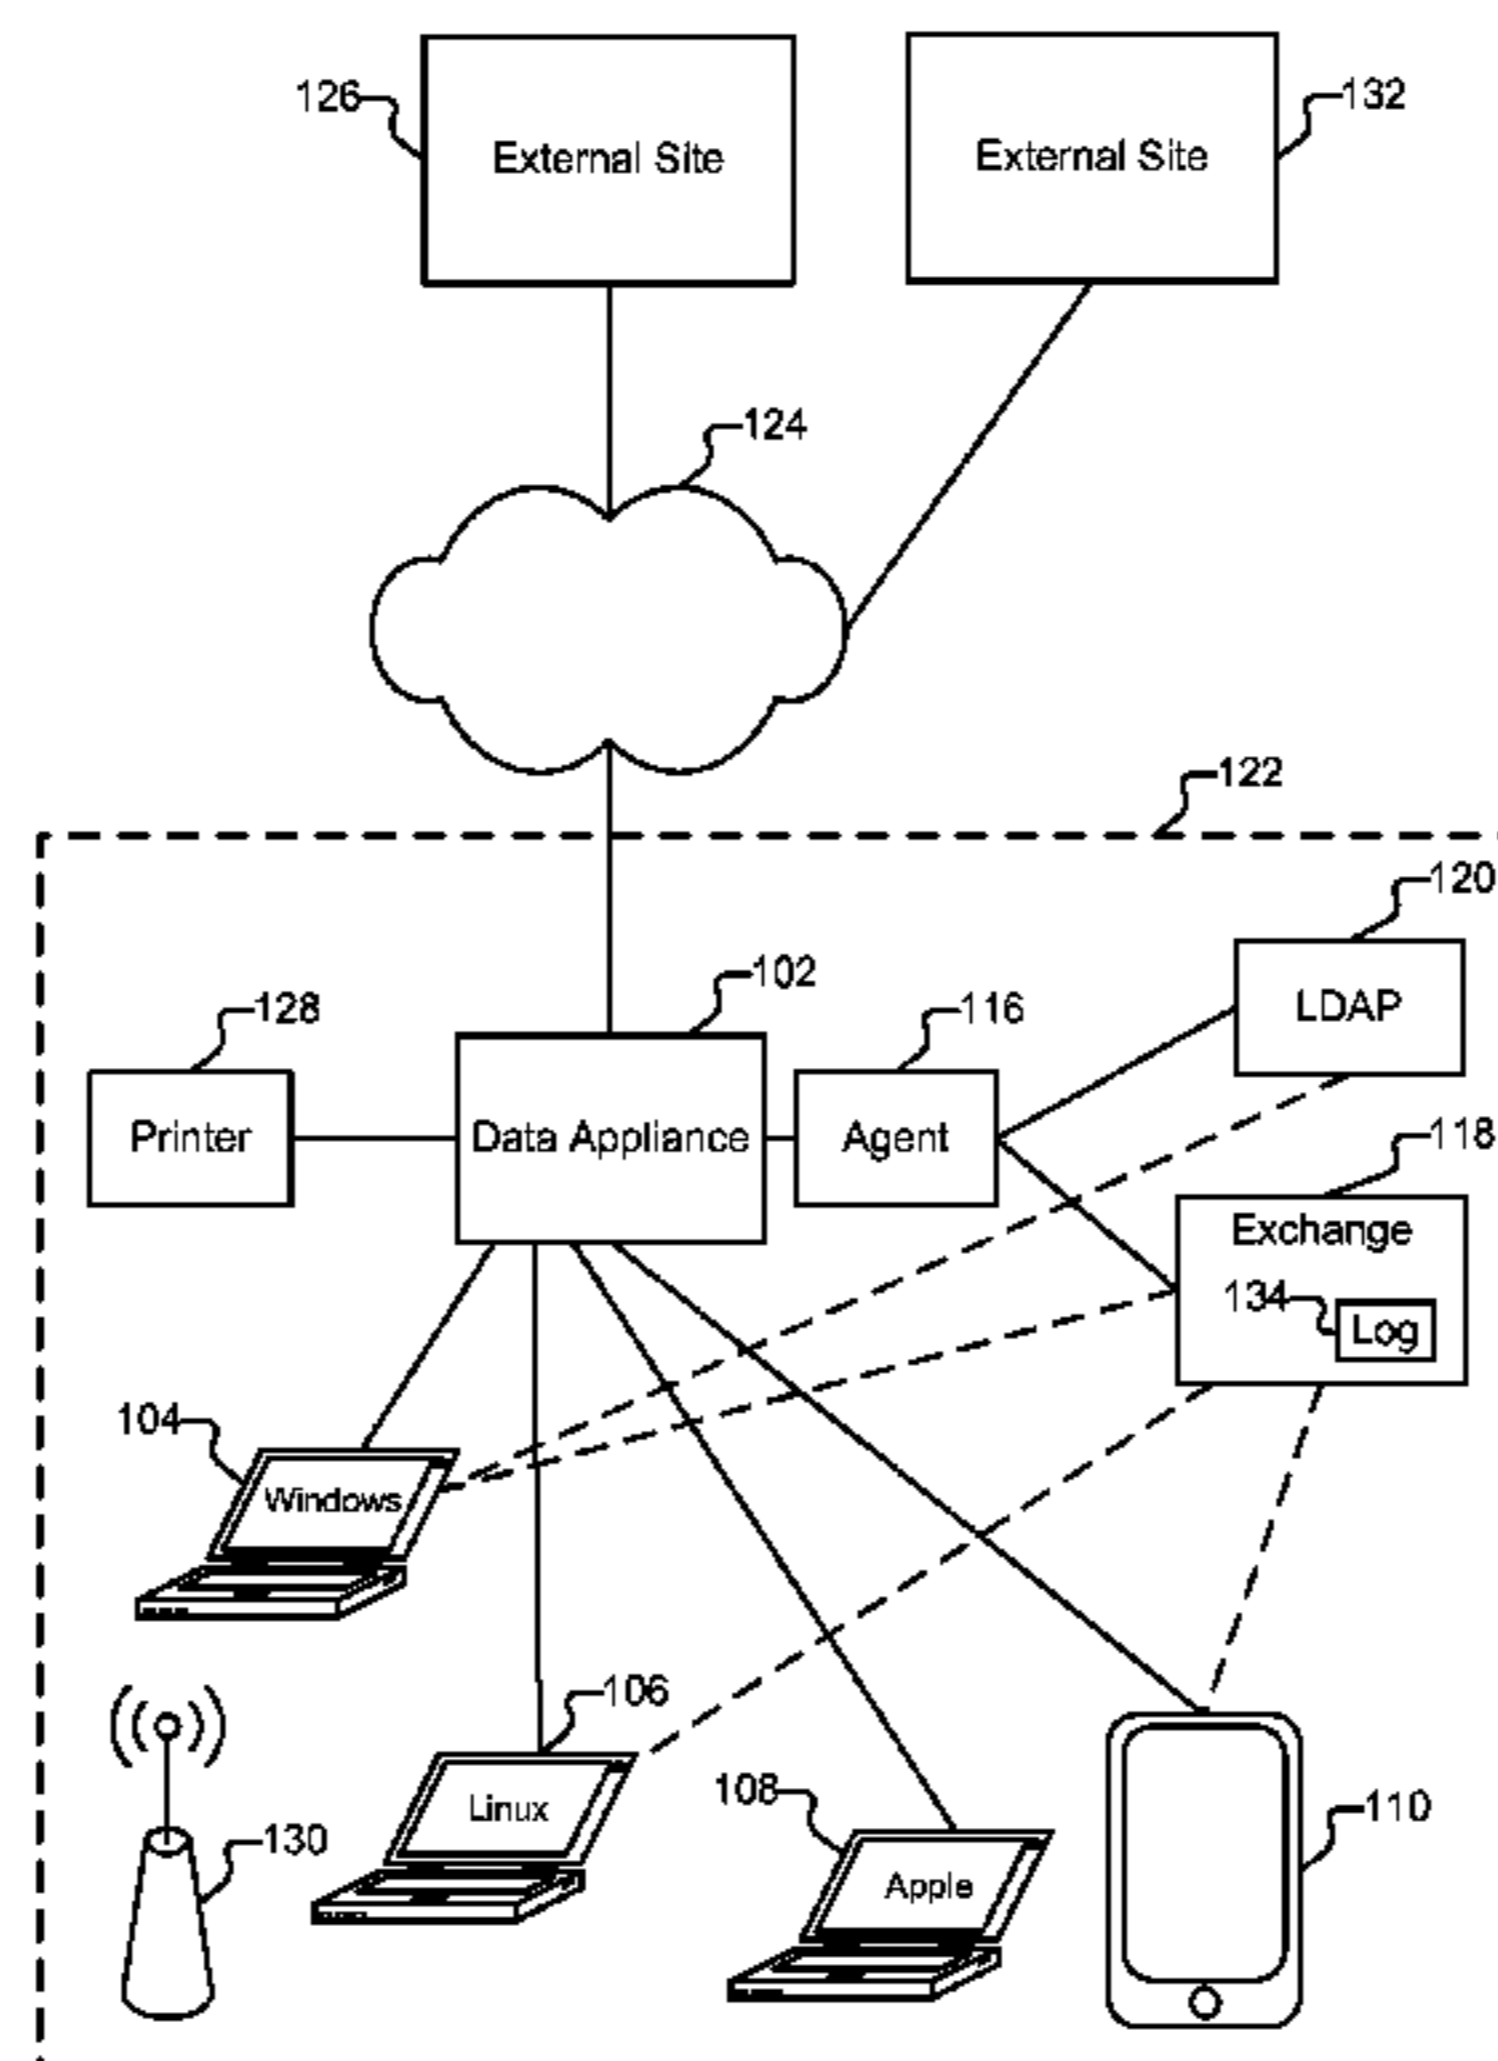 126
External Site
External Site
132
124
122
120
LDAP
102
128
116
Printer
Data Appliance
Agent
118
Exchange
134
Log
104
Windows
106
Linux
108
Apple
110
130